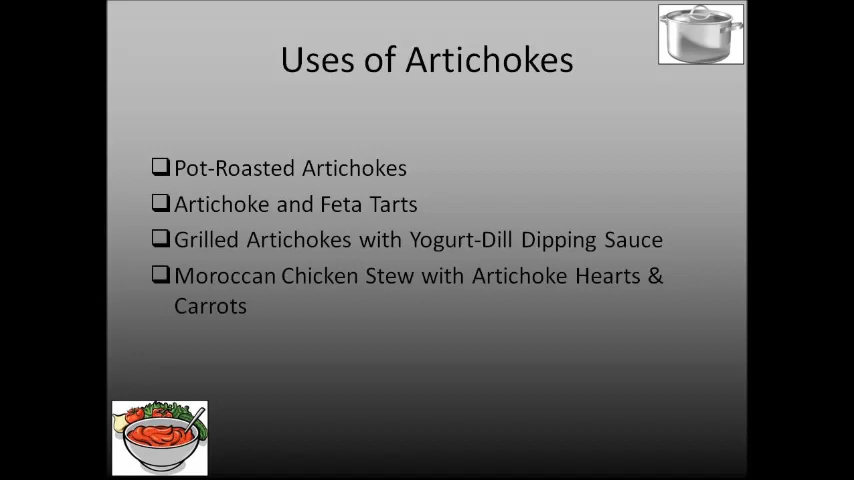 Uses of Artichokes
Pot-Roasted Artichokes
Artichoke and Feta Tarts
Grilled Artichokes with Yogurt-Dill Dipping Sauce
Moroccan Chicken Stew with Artichoke Hearts &
Carrots